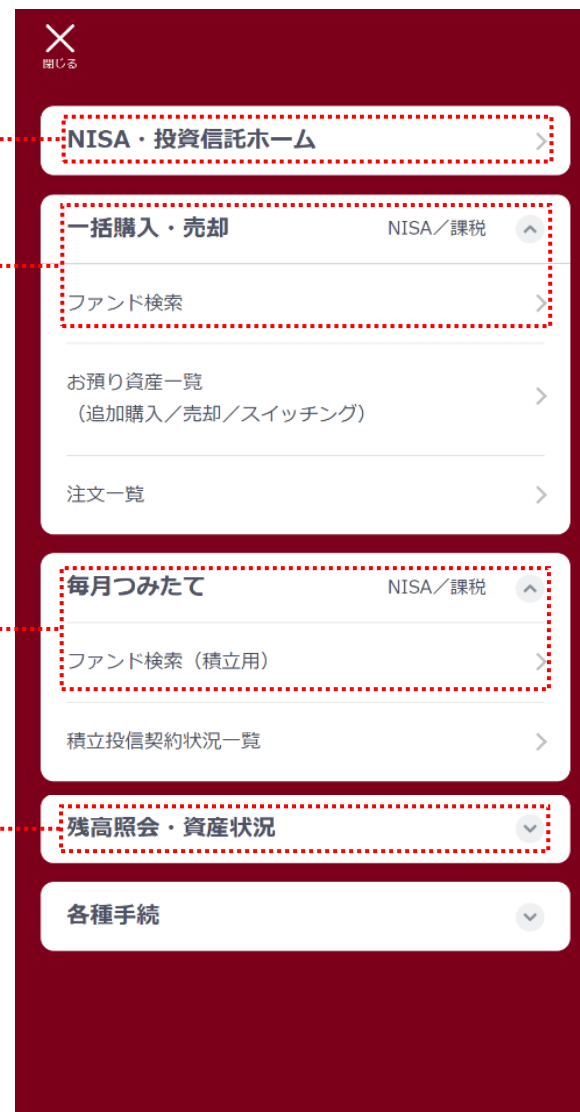 閉じる
NISA・投資信託ホーム
一括購入・売却 NISA／課税
ファンド検索
お預り資産一覧
（追加購入／売却／スイッチング）
注文一覧
毎月つみたて NISA／課税
ファンド検索（積立用）
積立投信契約状況一覧
残高照会・資産状況
各種手続